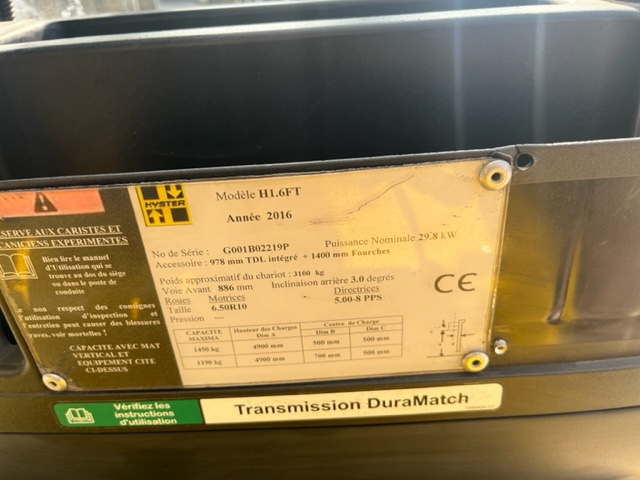 HYSTER
Modèle H1.6FT
Année 2016
No de Série : G001B02219P Puissance Nominale 29.8 kW
Accessoire : 978 mm TDL intégré + 1400 mm Fourches
Poids approximatif du chariot : 3100 kg
Voie Avant 886 mm Inclinaison arrière 3.0 degrés
Roues Motrices Directrices
Taille 6.50R10 5.00-8 PPS
Pression ---
CAPACITE MAXIMA Hauteur des Charges Dim A Centre de Charge Dim B Dim C
1450 kg 4900 mm 500 mm 500 mm
1190 kg 4900 mm 700 mm 500 mm
CE
SERVE AUX CARISTES ET
CANICIENS EXPERIMENTES
Bien lire le manuel
d'Utilisation qui se
trouve au dos du siège
ou dans le poste de
conduite
Le non respect des consignes
d'utilisation d'inspection et
d'entretien peut causer des blessures
graves, voir mortelles !
CAPACITE AVEC MAT
VERTICAL ET
EQUIPEMENT CITE
CI-DESSUS
Vérifiez les
instructions
d'utilisation
Transmission DuraMatch